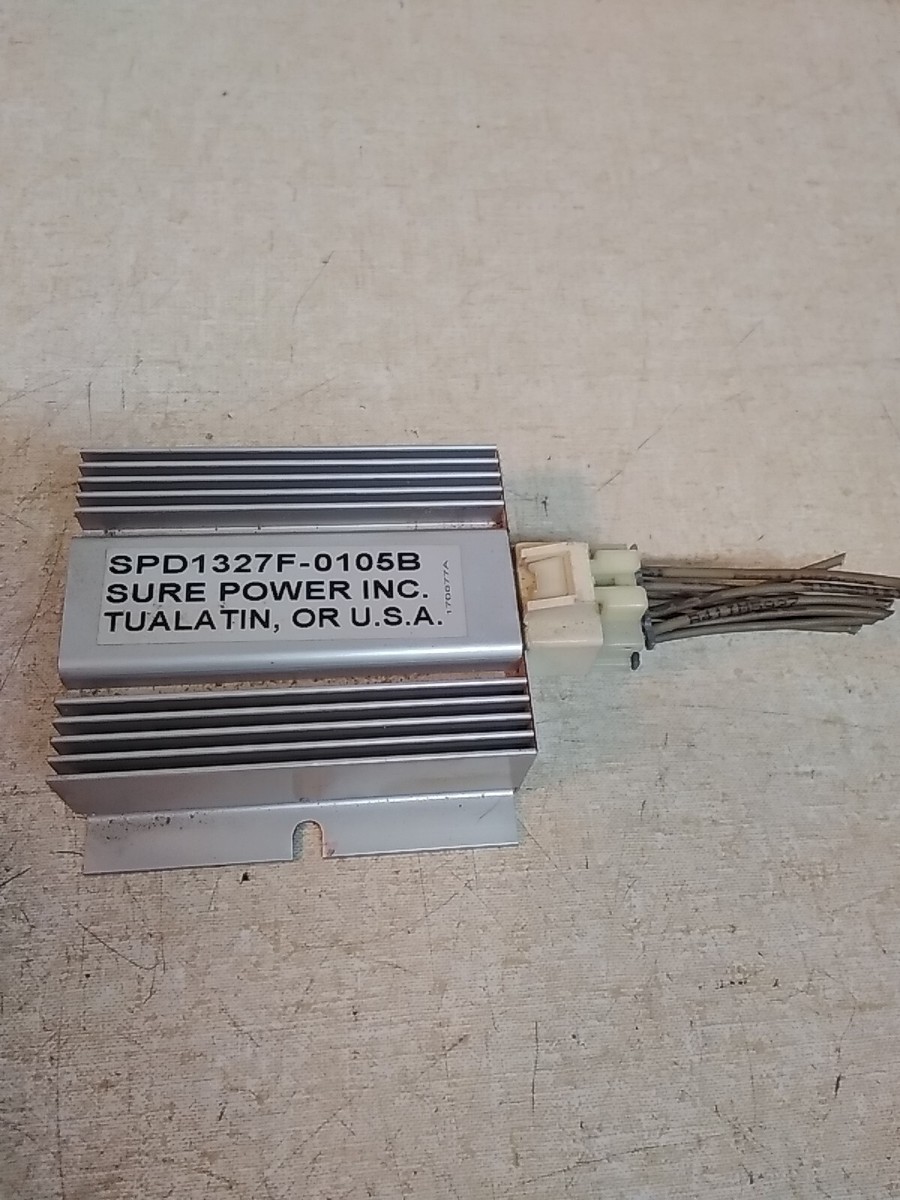 SPD1327F-0105B
SURE POWER INC.
TUALATIN, OR U.S.A.
170077A